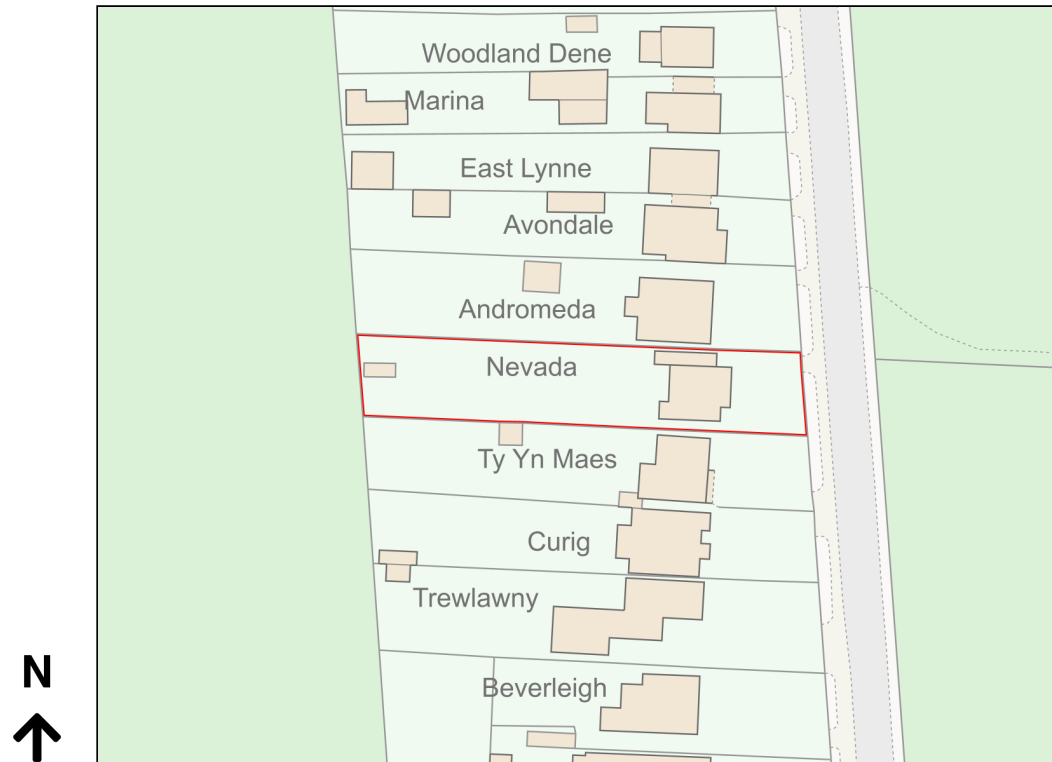 Woodland Dene
Marina
East Lynne
Avondale
Andromeda
Nevada
Ty Yn Maes
Curig
Trewlawny
N
Beverleigh